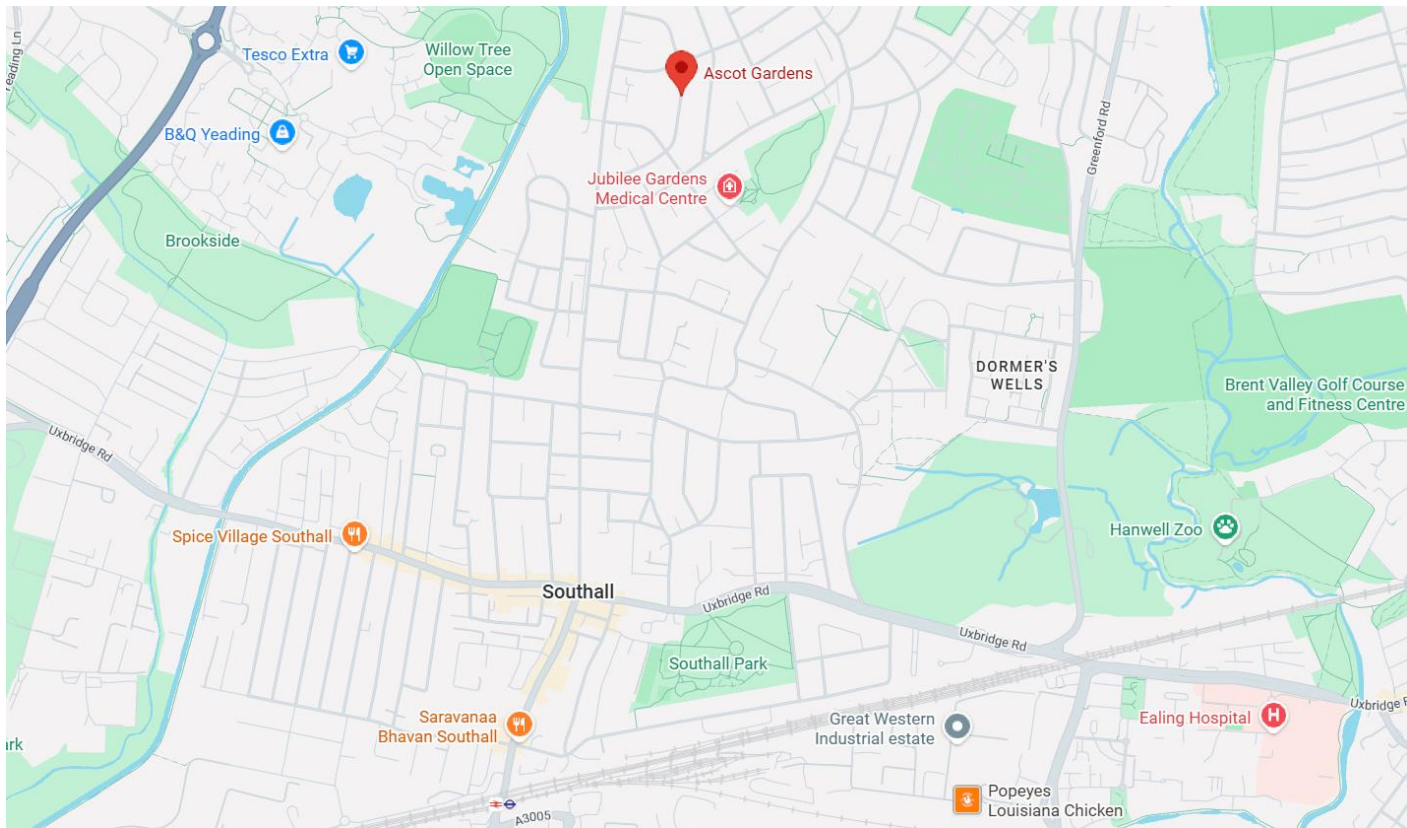 Yeading Ln
Tesco Extra
Willow Tree
Open Space
Ascot Gardens
B&Q Yeading
Greenford Rd
Jubilee Gardens
Medical Centre
Brookside
DORMER'S
WELLS
Brent Valley Golf Course
and Fitness Centre
Uxbridge Rd
Spice Village Southall
Hanwell Zoo
Southall
Uxbridge Rd
Uxbridge Rd
Southall Park
Uxbridge
Saravanaa
Bhavan Southall
Great Western
Industrial estate
Ealing Hospital
H
ark
Popeyes
Louisiana Chicken
A3005